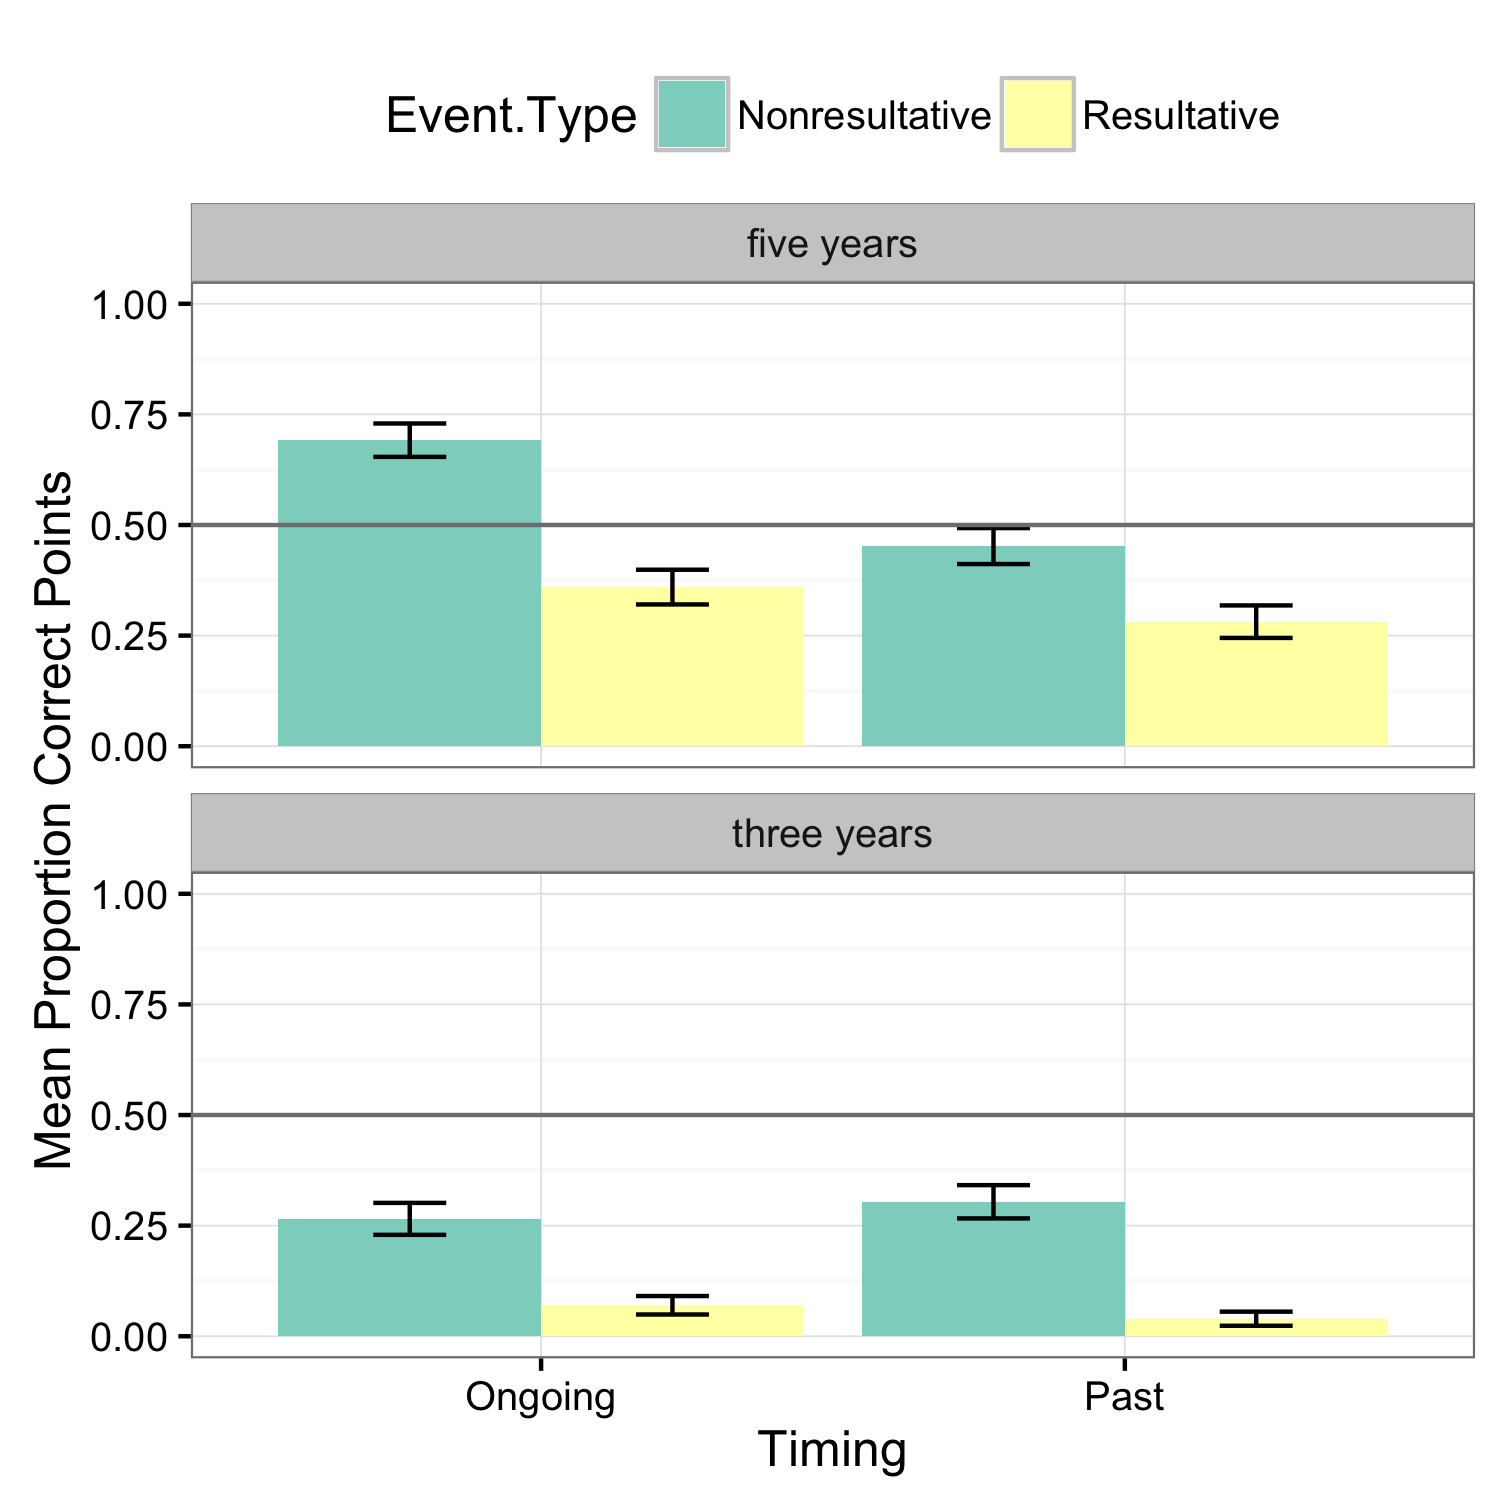 Event.Type Nonresultative Resultative
five years
1.00
0.75
0.50
0.25
0.00
three years
1.00
0.75
0.50
0.25
0.00
Mean Proportion Correct Points
Ongoing Past
Timing